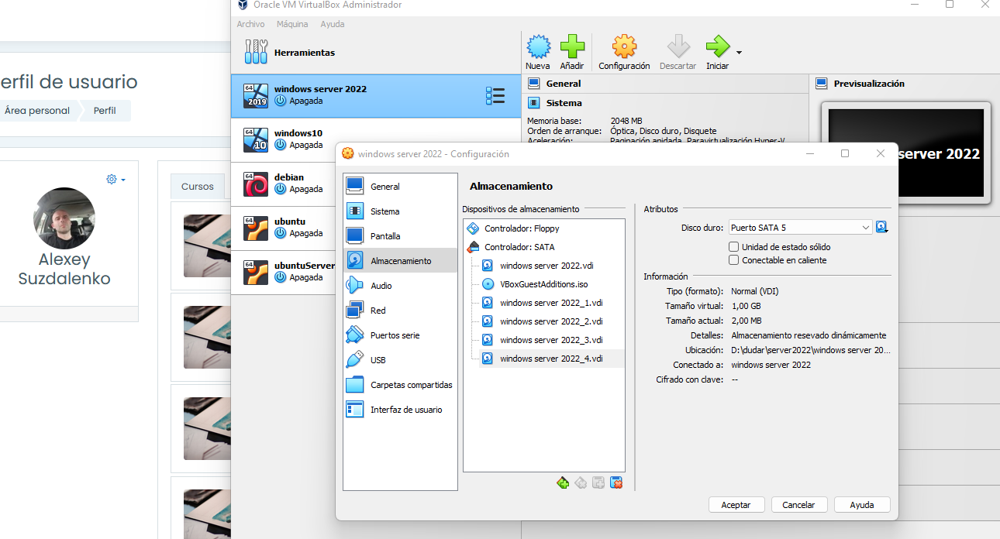 Oracle VM VirtualBox Administrador
Archivo Máquina Ayuda
Herramientas
Nueva Añadir Configuración Descartar Iniciar
erfil de usuario
Área personal Perfil
Cursos
Alexey
Suzdalenko
64 2019 windows server 2022
Apagada
64 10 windows10
Apagada
64 debian
Apagada
64 ubuntu
Apagada
64 ubuntuServer
Apagada
General
Sistema
Memoria base: 2048 MB
Orden de arranque: Óptica, Disco duro, Disquete
Aceleración: Paginación anidada, Paravirtualización Hyper-V
Previsualización
server 2022
windows server 2022 - Configuración
General
Sistema
Pantalla
Almacenamiento
Audio
Red
Puertos serie
USB
Carpetas compartidas
Interfaz de usuario
Almacenamiento
Dispositivos de almacenamiento
Controlador: Floppy
Controlador: SATA
windows server 2022.vdi
VBoxGuestAdditions.iso
windows server 2022_1.vdi
windows server 2022_2.vdi
windows server 2022_3.vdi
windows server 2022_4.vdi
Atributos
Disco duro: Puerto SATA 5
Unidad de estado sólido
Conectable en caliente
Información
Tipo (formato): Normal (VDI)
Tamaño virtual: 1,00 GB
Tamaño actual: 2,00 MB
Detalles: Almacenamiento resevado dinámicamente
Ubicación: D:\dudar\server2022\windows server 20...
Conectado a: windows server 2022
Cifrado con clave: --
Aceptar Cancelar Ayuda